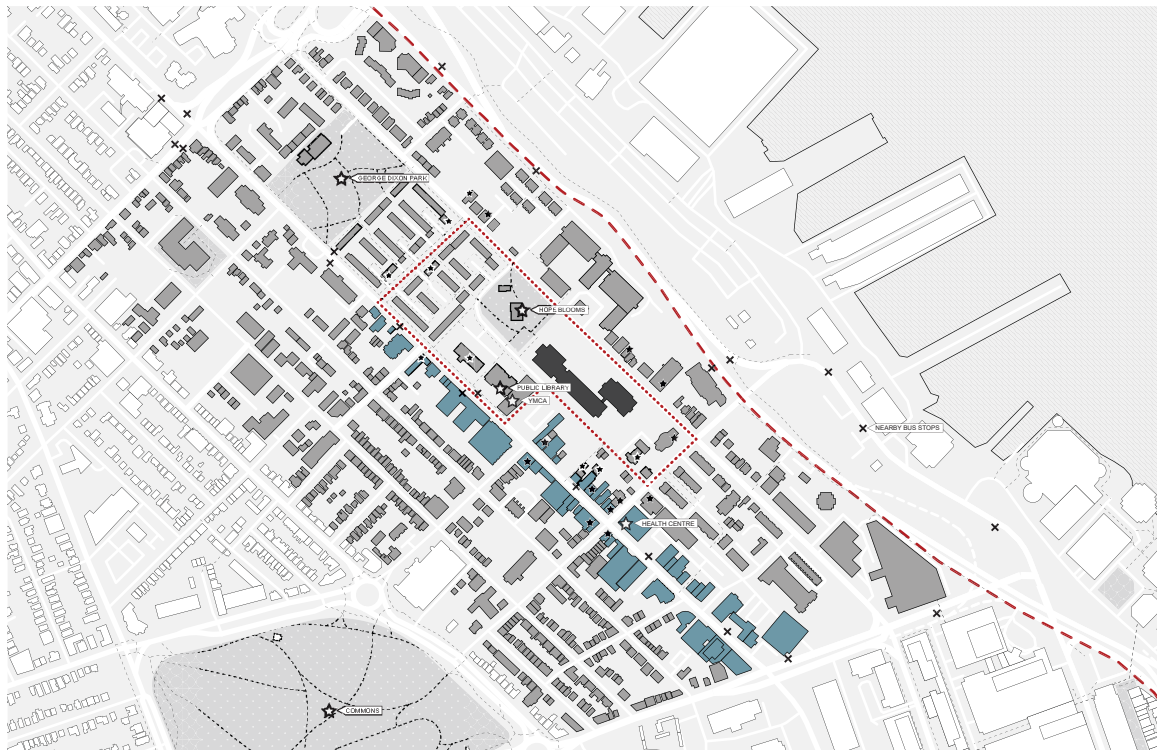 GEORGE DIXON PARK
HOPE BLOOMS
PUBLIC LIBRARY
YMCA
NEARBY BUS STOPS
HEALTH CENTRE
COMMONS